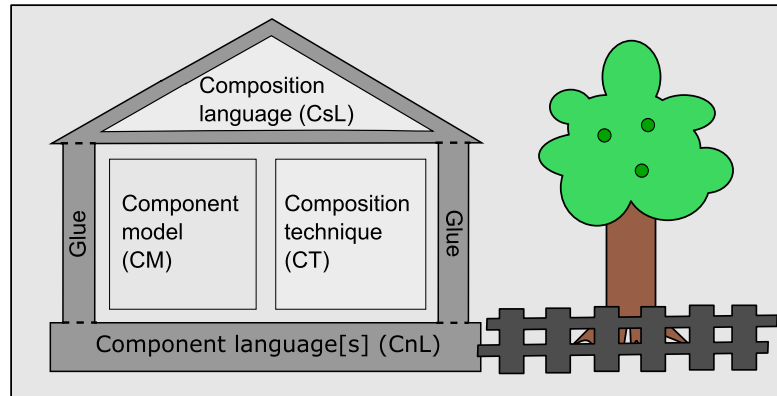 Composition
language (CsL)
Glue
Component
model
(CM)
Composition
technique
(CT)
Glue
Component language[s] (CnL)